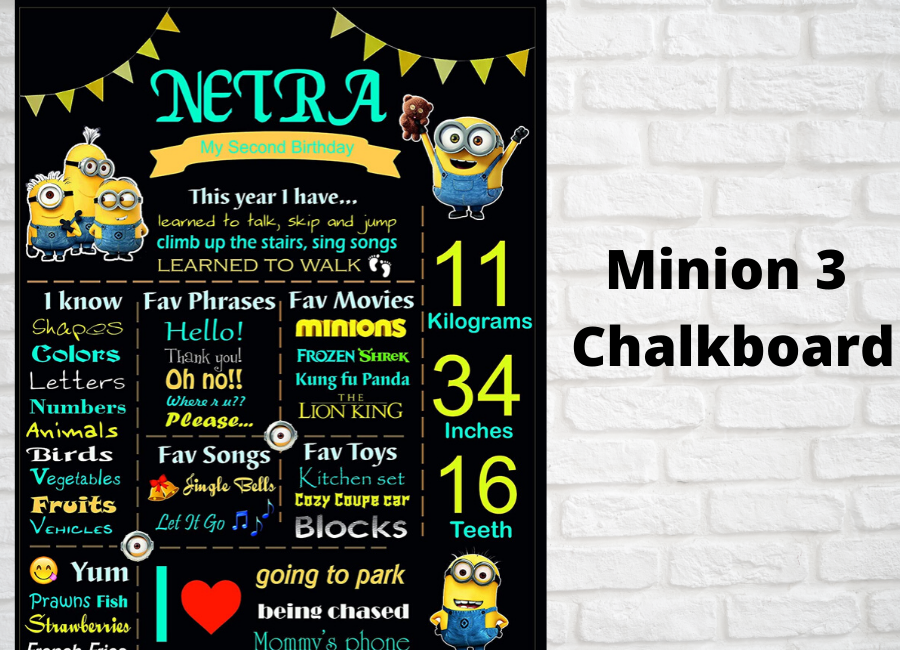 NETRA
My Second Birthday
This year I have...
learned to talk, skip and jump
climb up the stairs, sing songs
LEARNED TO WALK
I know
Shapes
Colors
Letters
Numbers
Animals
Birds
Vegetables
Fruits
Vehicles
Fav Phrases
Hello!
Thank you!
Oh no!!
Where r u??
Please...
Fav Movies
minions
FROZEN SHREK
Kung fu Panda
THE
LION KING
Fav Songs
Jingle Bells
Let It Go
Fav Toys
Kitchen set
Cozy Coupe car
Blocks
11
Kilograms
34
Inches
16
Teeth
Yum
Prawns Fish
Strawberries
French Fries
I
going to park
being chased
Mommy's phone
Minion 3
Chalkboard